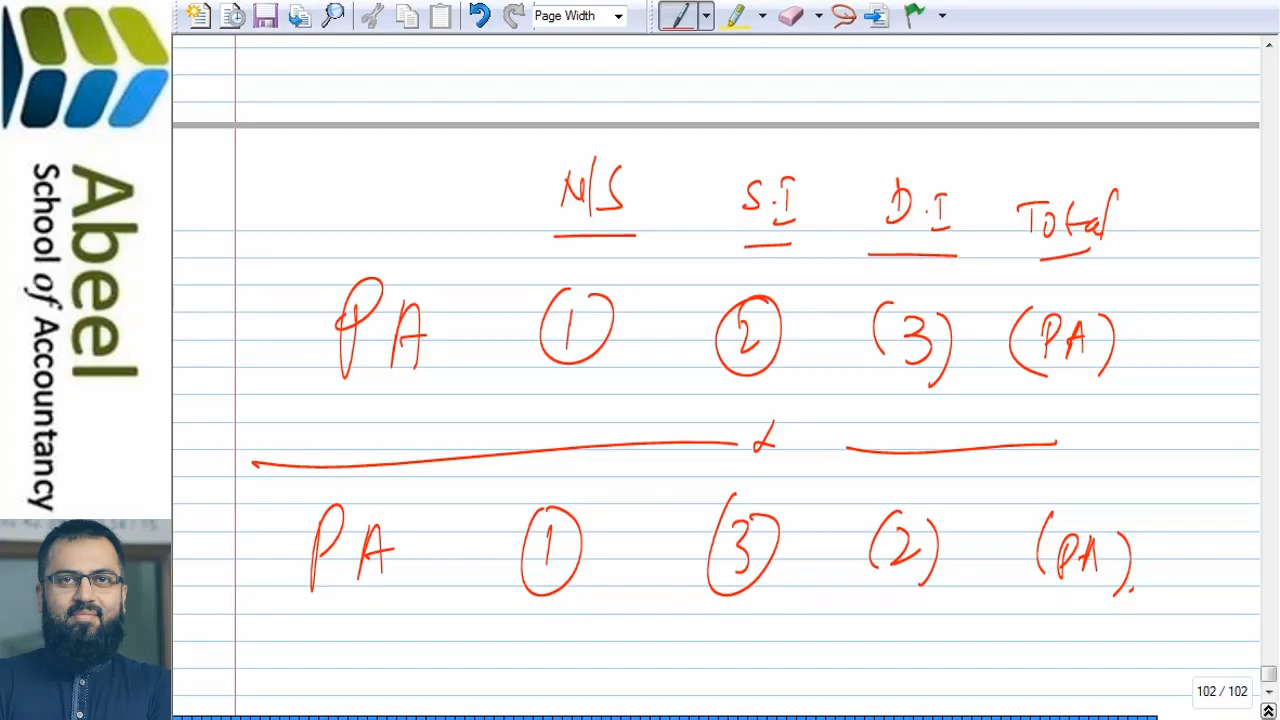 Page Width
Abeel
School of Accountancy
N/S S.I D.I Total
PA 1 2 (3) (PA)
PA 1 3 (2) (PA).
102 / 102